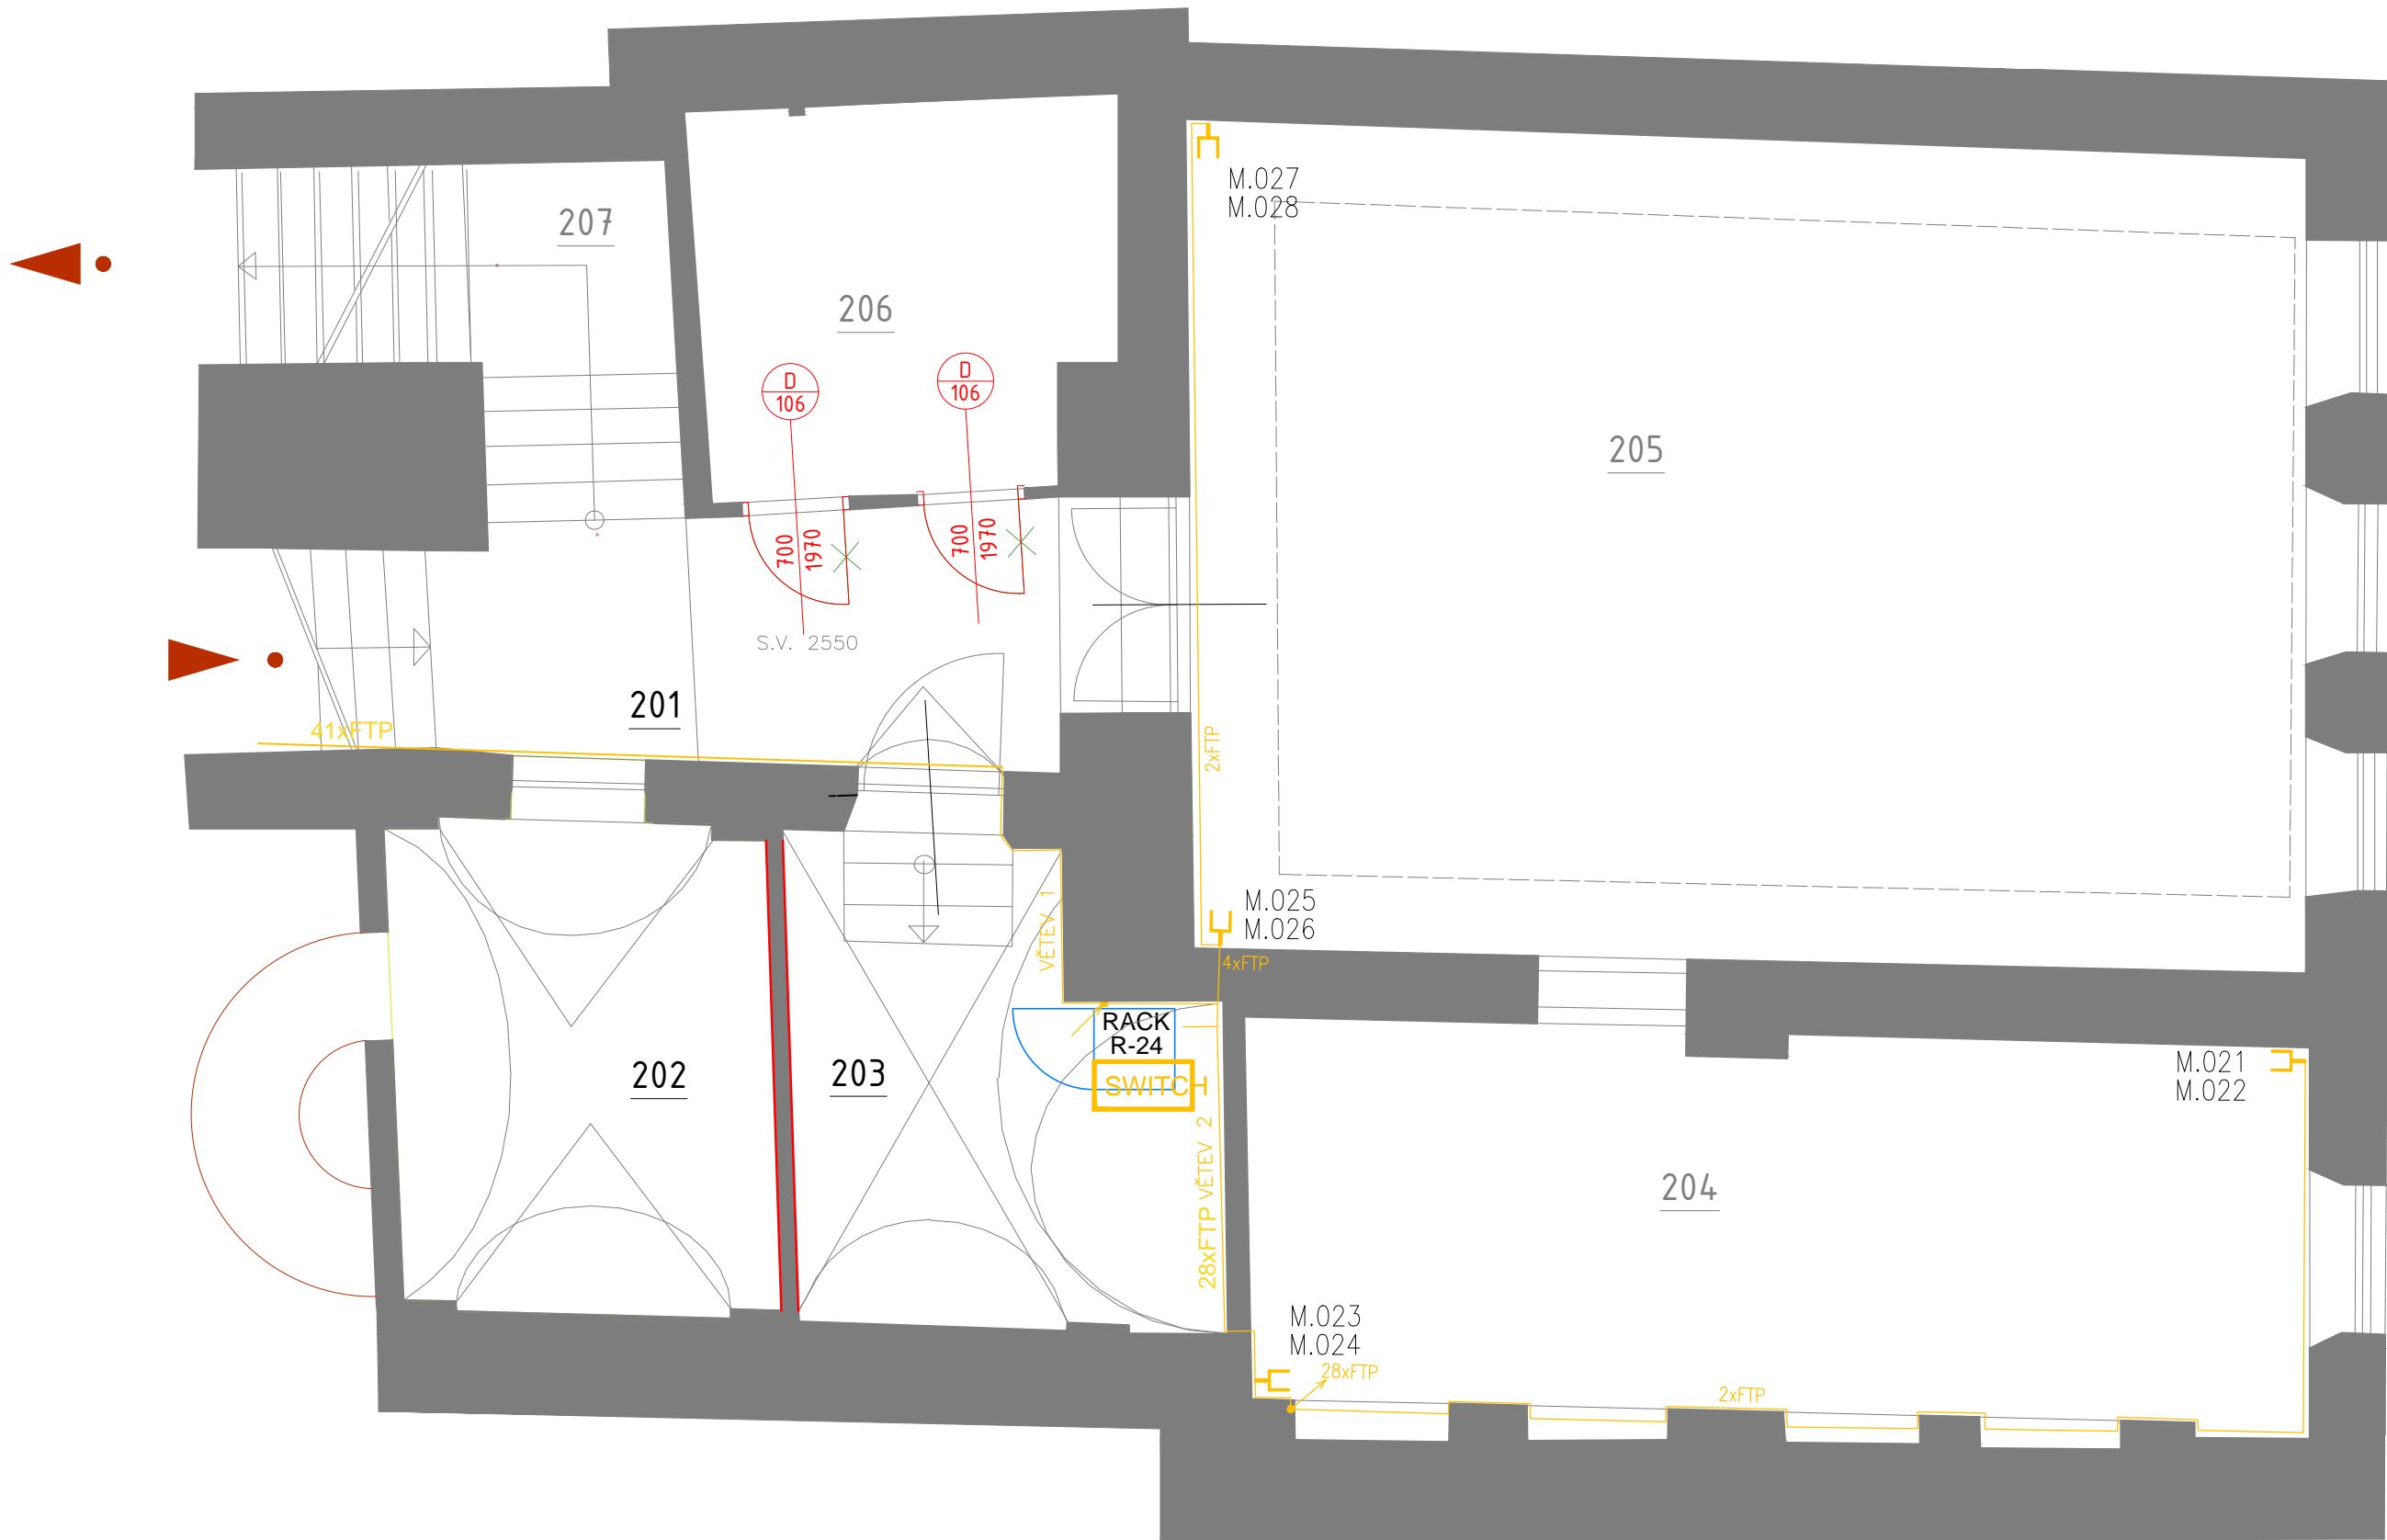 M.027
M.028
207
206
D
106
D
106
205
700
1970
700
1970
S.V. 2550
201
41xFTP
2xFTP
M.025
M.026
VĚTEV 1
4xFTP
RACK
R-24
SWITCH
202
203
M.021
M.022
28xFTP VĚTEV 2
204
M.023
M.024
28xFTP
2xFTP